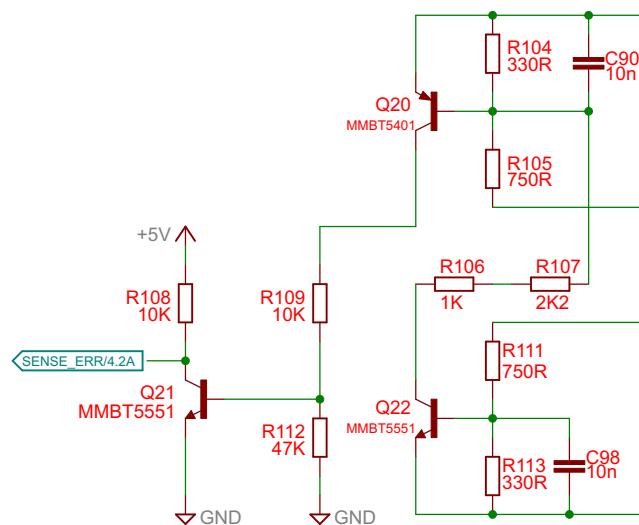 R104
330R
C90
10n
Q20
MMBT5401
R105
750R
+5V
R106
1K
R107
2K2
R108
10K
R109
10K
SENSE_ERR/4.2A
R111
750R
Q21
MMBT5551
Q22
MMBT5551
R112
47K
R113
330R
C98
10n
GND
GND